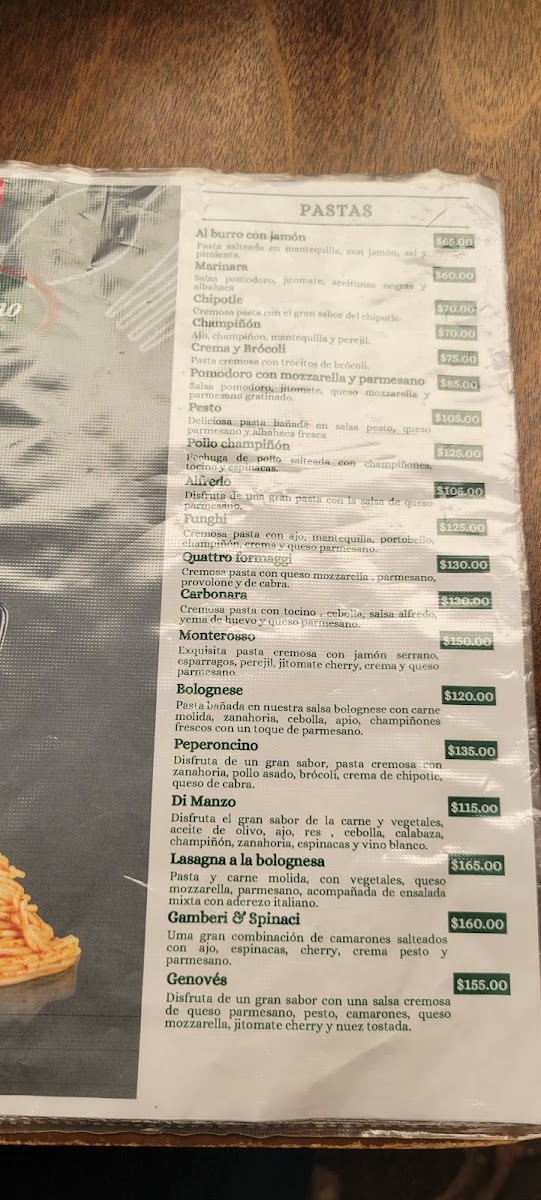 no
PASTAS
Al burro con jamón $65.00
Pasta salteada en mantequilla, con jamón, sal y
pimienta.
Marinara $60.00
Salsa pomodoro, jitomate, aceitunas negras y
albahaca
Chipotle $70.00
Cremosa pasta con el gran sabor del chipotle
Champiñón $70.00
Ajo, champiñon, mantequilla y perejil.
Crema y Brócoli $75.00
Pasta cremosa con trocitos de brócoli.
Pomodoro con mozzarella y parmesano $85.00
Salsa pomodoro, jitomate, queso mozzarella y
parmesano gratinado.
Pesto $105.00
Deliciosa pasta bañada en salsa pesto, queso
parmesano y albahaca fresca
Pollo champiñón $125.00
Pechuga de pollo salteada con champiñones,
tocino y espinacas.
Alfredo $105.00
Disfruta de una gran pasta con la salsa de queso
parmesano.
Funghi $125.00
Cremosa pasta con ajo, mantequilla, portobello,
champiñón, crema y queso parmesano.
Quattro formaggi $130.00
Cremosa pasta con queso mozzarella , parmesano,
provolone y de cabra.
Carbonara $130.00
Cremosa pasta con tocino , cebolla, salsa alfredo,
yema de huevo y queso parmesano.
Monterosso $150.00
Exquisita pasta cremosa con jamón serrano,
esparragos, perejil, jitomate cherry, crema y queso
parmesano.
Bolognese $120.00
Pasta bañada en nuestra salsa bolognese con carne
molida, zanahoria, cebolla, apio, champiñones
frescos con un toque de parmesano.
Peperoncino $135.00
Disfruta de un gran sabor, pasta cremosa con
zanahoria, pollo asado, brócoli, crema de chipotle,
queso de cabra.
Di Manzo $115.00
Disfruta el gran sabor de la carne y vegetales,
aceite de olivo, ajo, res , cebolla, calabaza,
champiñón, zanahoria, espinacas y vino blanco.
Lasagna a la bolognesa $165.00
Pasta y carne molida, con vegetales, queso
mozzarella, parmesano, acompañada de ensalada
mixta con aderezo italiano.
Gamberi & Spinaci $160.00
Uma gran combinación de camarones salteados
con ajo, espinacas, cherry, crema pesto y
parmesano.
Genovés $155.00
Disfruta de un gran sabor con una salsa cremosa
de queso parmesano, pesto, camarones, queso
mozzarella, jitomate cherry y nuez tostada.